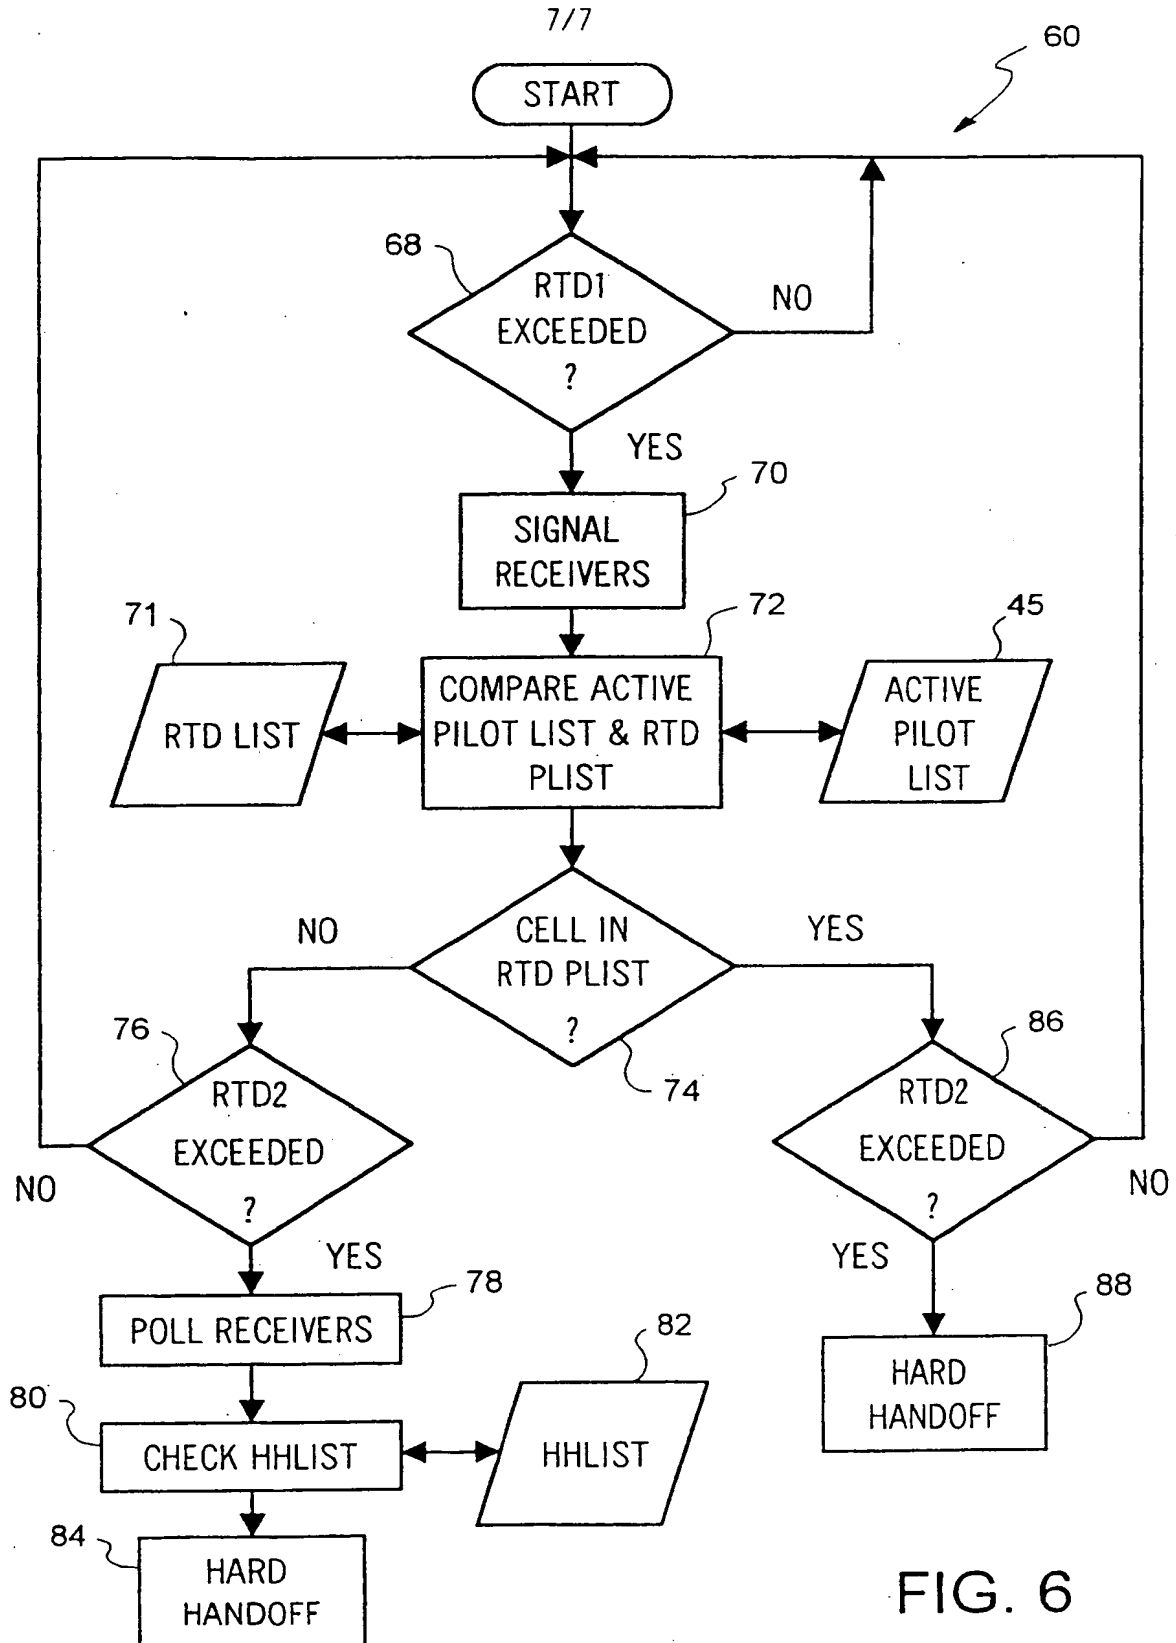 7/7
60
START
68
RTD1
EXCEEDED
?
NO
YES
70
SIGNAL
RECEIVERS
71
72
45
RTD LIST
COMPARE ACTIVE
PILOT LIST & RTD
PLIST
ACTIVE
PILOT
LIST
NO
CELL IN
RTD PLIST
?
YES
74
76
RTD2
EXCEEDED
?
NO
86
RTD2
EXCEEDED
?
NO
YES
YES
78
POLL RECEIVERS
88
HARD
HANDOFF
80
CHECK HHLIST
82
HHLIST
84
HARD
HANDOFF
FIG. 6